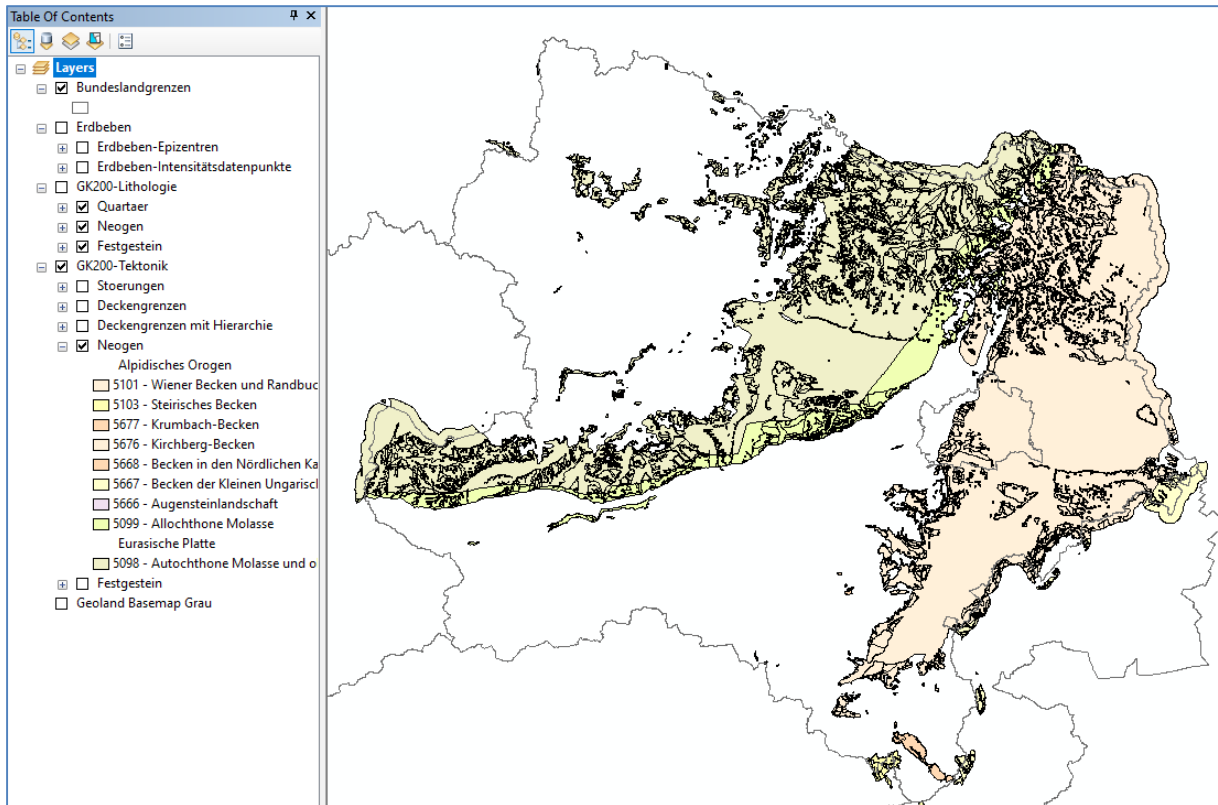 Table Of Contents
Layers
Bundeslandgrenzen
Erdbeben
Erdbeben-Epizentren
Erdbeben-Intensitätsdatenpunkte
GK200-Lithologie
Quartaer
Neogen
Festgestein
GK200-Tektonik
Stoerungen
Deckengrenzen
Deckengrenzen mit Hierarchie
Neogen
Alpidisches Orogen
5101 - Wiener Becken und Randbuc
5103 - Steirisches Becken
5677 - Krumbach-Becken
5676 - Kirchberg-Becken
5668 - Becken in den Nördlichen Ka
5667 - Becken der Kleinen Ungarisch
5666 - Augensteinlandschaft
5099 - Allochthone Molasse
Eurasische Platte
5098 - Autochthone Molasse und o
Festgestein
Geoland Basemap Grau